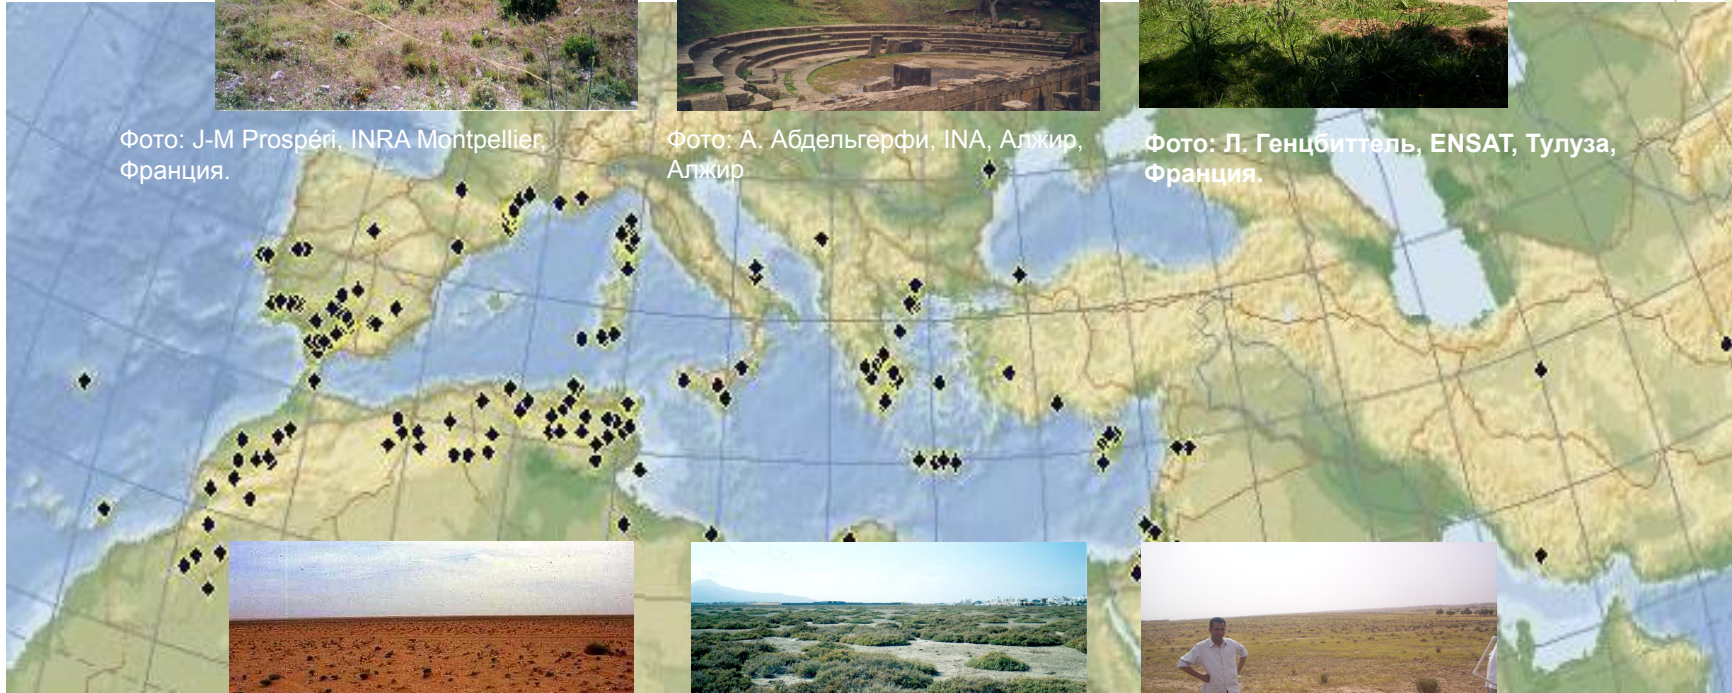 Фото: J-M Prospéri, INRA Montpellier,
Франция.
Фото: А. Абдельгерфи, INA, Алжир,
Алжир
Фото: Л. Генцбиттель, ENSAT, Тулуза,
Франция.